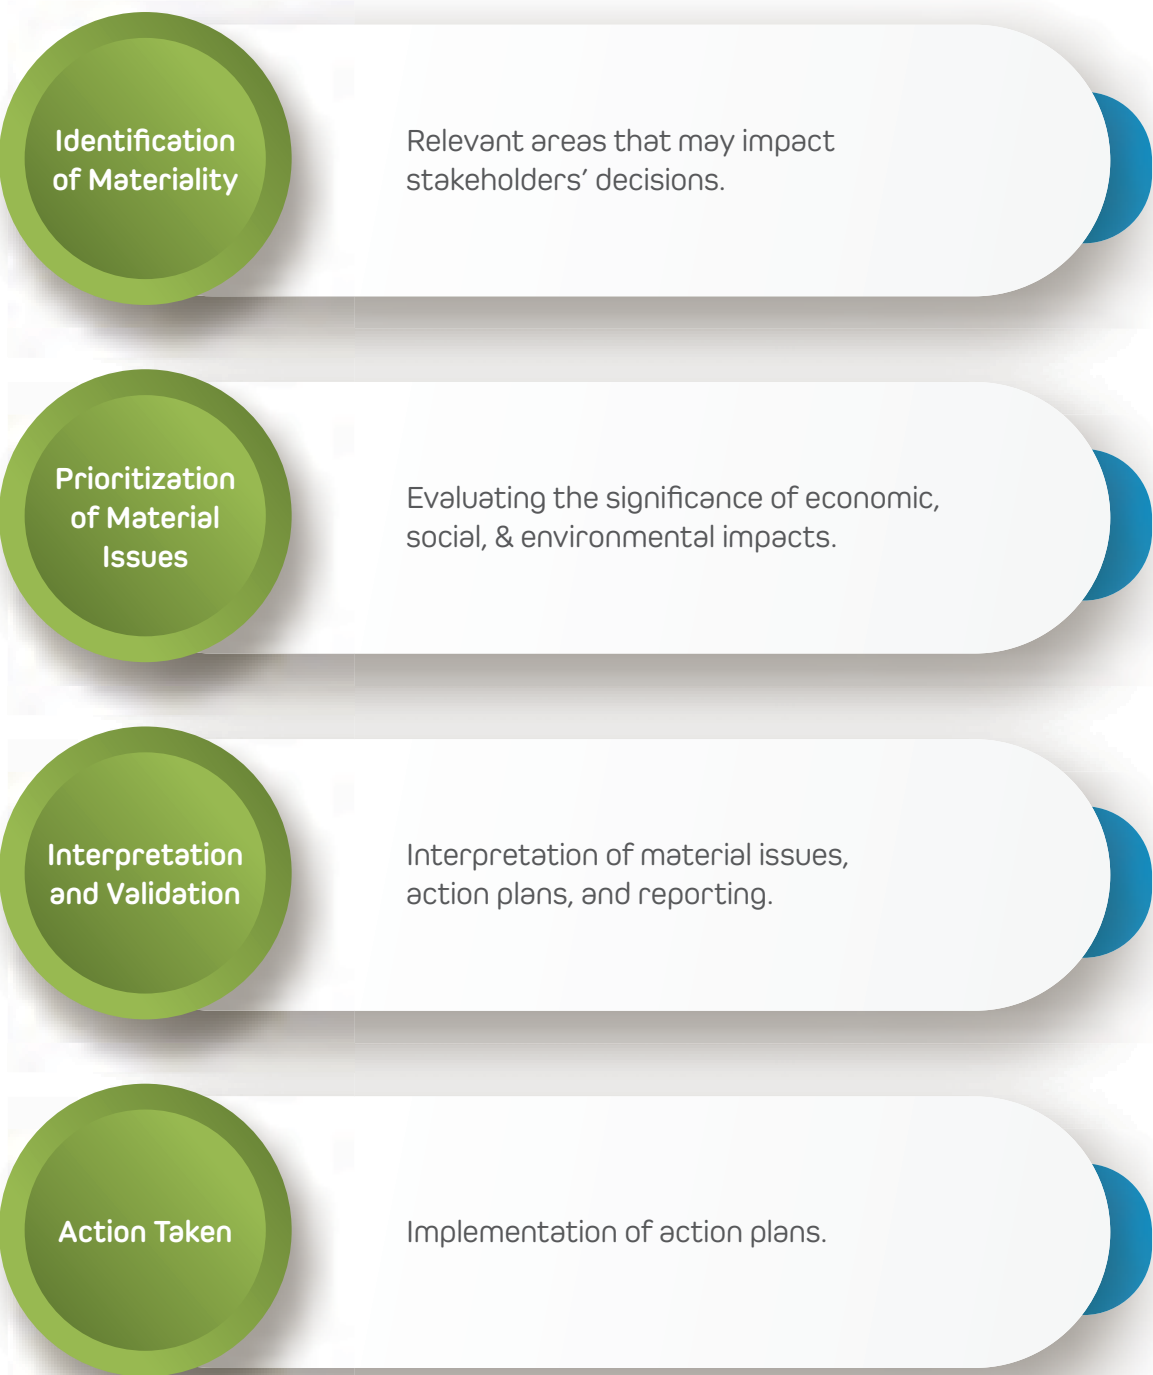 Identification
of Materiality
Relevant areas that may impact
stakeholders’ decisions.
Prioritization
of Material
Issues
Evaluating the significance of economic,
social, & environmental impacts.
Interpretation
and Validation
Interpretation of material issues,
action plans, and reporting.
Action Taken
Implementation of action plans.